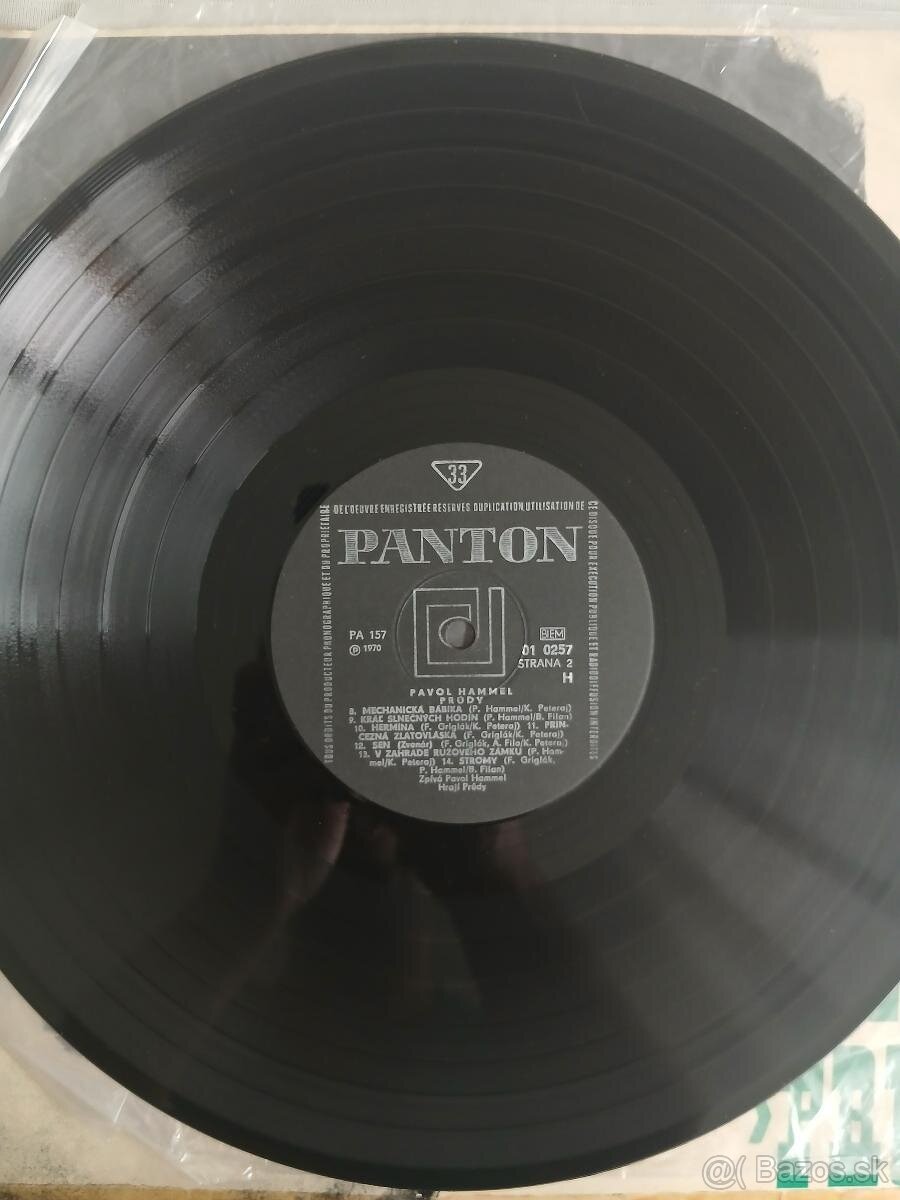 33
DE L'OEUVRE ENREGISTRÉE RESERVÉS DUPLICATION, UTILISATION DE
TOUS DROITS DU PRODUCTEUR PHONOGRAPHIQUE ET DU PROPRIETAIRE
CE DISQUE POUR EXÉCUTION PUBLIQUE ET RADIODIFFUSION INTERDITES
PANTON
PA 157
BIEM
℗ 1970
01 0257
STRANA 2
H
PAVOL HAMMEL
PRÚDY
8. MECHANICKÁ BÁBIKA (P. Hammel/K. Peteraj)
9. KRÁĽ SLNEČNÝCH HODÍN (P. Hammel/B. Filan)
10. HERMÍNA (F. Griglák/K. Peteraj) 11. PRIN-
CEZNÁ ZLATOVLÁSKA (F. Griglák/K. Peteraj)
12. SEN (Zvonár) (F. Griglák, A. Fila/K. Peteraj)
13. V ZÁHRADE RUŽOVÉHO ZÁMKU (P. Ham-
mel/K. Peteraj) 14. STROMY (F. Griglák,
P. Hammel/B. Filan)
Zpívá Pavol Hammel
Hrají Průdy
@( Bazos.sk